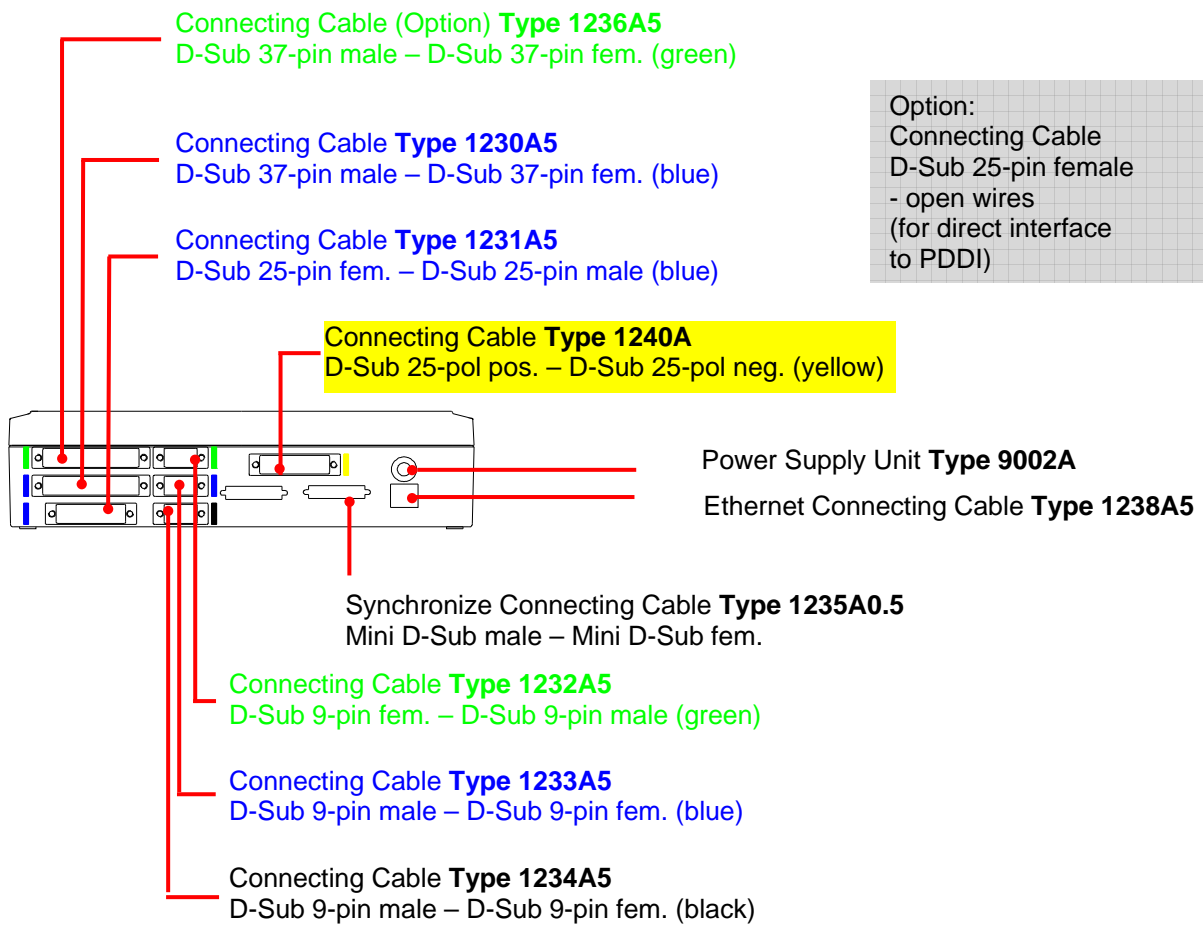 Connecting Cable (Option) Type 1236A5
D-Sub 37-pin male – D-Sub 37-pin fem. (green)
Connecting Cable Type 1230A5
D-Sub 37-pin male – D-Sub 37-pin fem. (blue)
Connecting Cable Type 1231A5
D-Sub 25-pin fem. – D-Sub 25-pin male (blue)
Option:
Connecting Cable
D-Sub 25-pin female
- open wires
(for direct interface
to PDDI)
Connecting Cable Type 1240A
D-Sub 25-pol pos. – D-Sub 25-pol neg. (yellow)
Power Supply Unit Type 9002A
Ethernet Connecting Cable Type 1238A5
Synchronize Connecting Cable Type 1235A0.5
Mini D-Sub male – Mini D-Sub fem.
Connecting Cable Type 1232A5
D-Sub 9-pin fem. – D-Sub 9-pin male (green)
Connecting Cable Type 1233A5
D-Sub 9-pin male – D-Sub 9-pin fem. (blue)
Connecting Cable Type 1234A5
D-Sub 9-pin male – D-Sub 9-pin fem. (black)